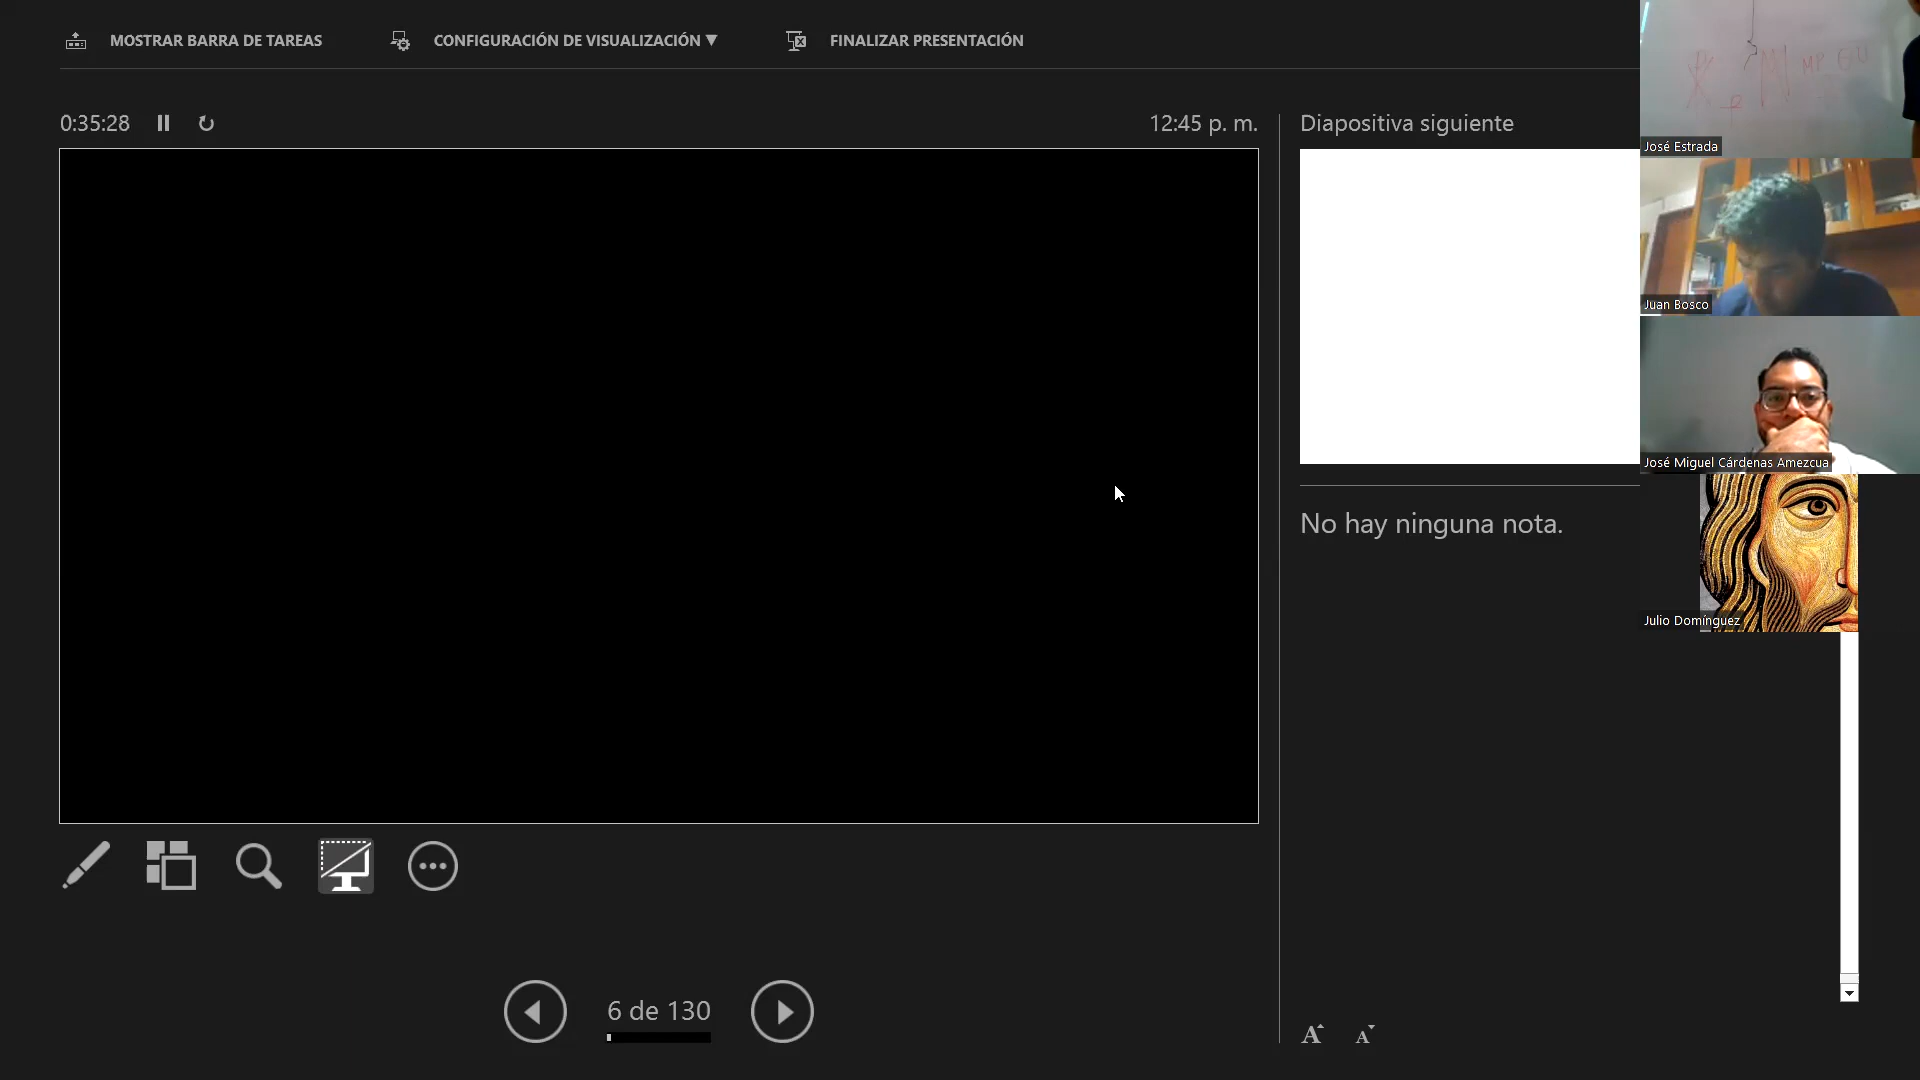 MOSTRAR BARRA DE TAREAS
CONFIGURACIÓN DE VISUALIZACIÓN ▼
FINALIZAR PRESENTACIÓN
0:35:28
12:45 p. m.
Diapositiva siguiente
José Estrada
Juan Bosco
José Miguel Cárdenas Amezcua
No hay ninguna nota.
Julio Domínguez
6 de 130
A A